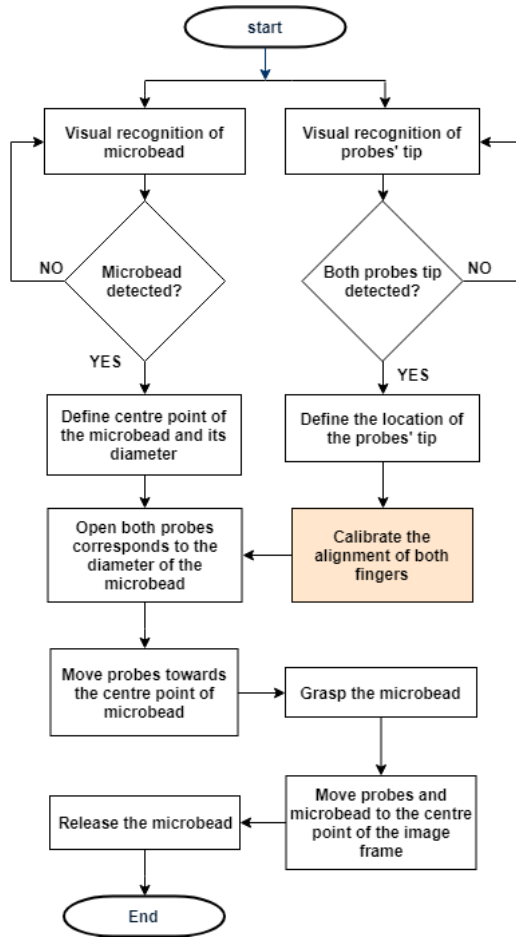 start
Visual recognition of
microbead
Visual recognition of
probes' tip
NO
Microbead
detected?
Both probes tip
detected?
NO
YES
YES
Define centre point of
the microbead and its
diameter
Define the location of
the probes' tip
Open both probes
corresponds to the
diameter of the
microbead
Calibrate the
alignment of both
fingers
Move probes towards
the centre point of
microbead
Grasp the microbead
Move probes and
microbead to the centre
point of the image
frame
Release the microbead
End